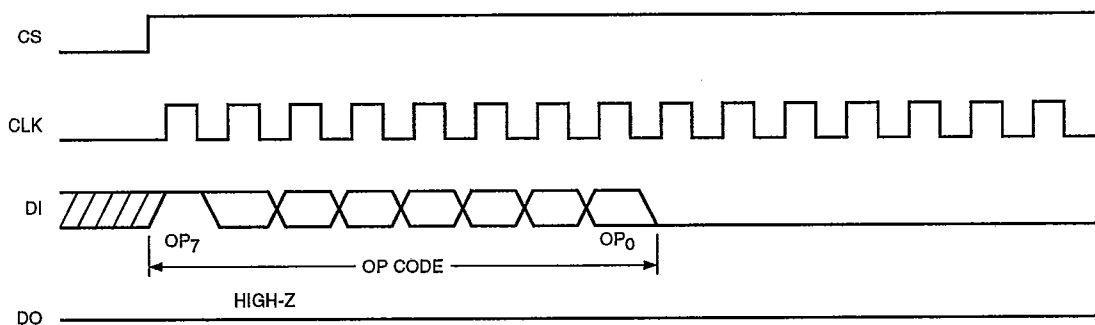 CS
CLK
DI
OP7
OP0
OP CODE
HIGH-Z
DO